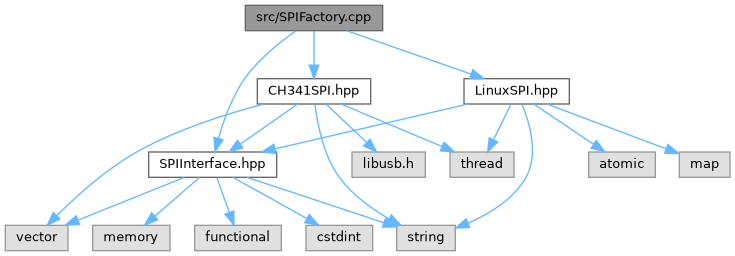 src/SPIFactory.cpp
CH341SPI.hpp
LinuxSPI.hpp
SPIInterface.hpp
libusb.h
thread
atomic
map
vector
memory
functional
cstdint
string